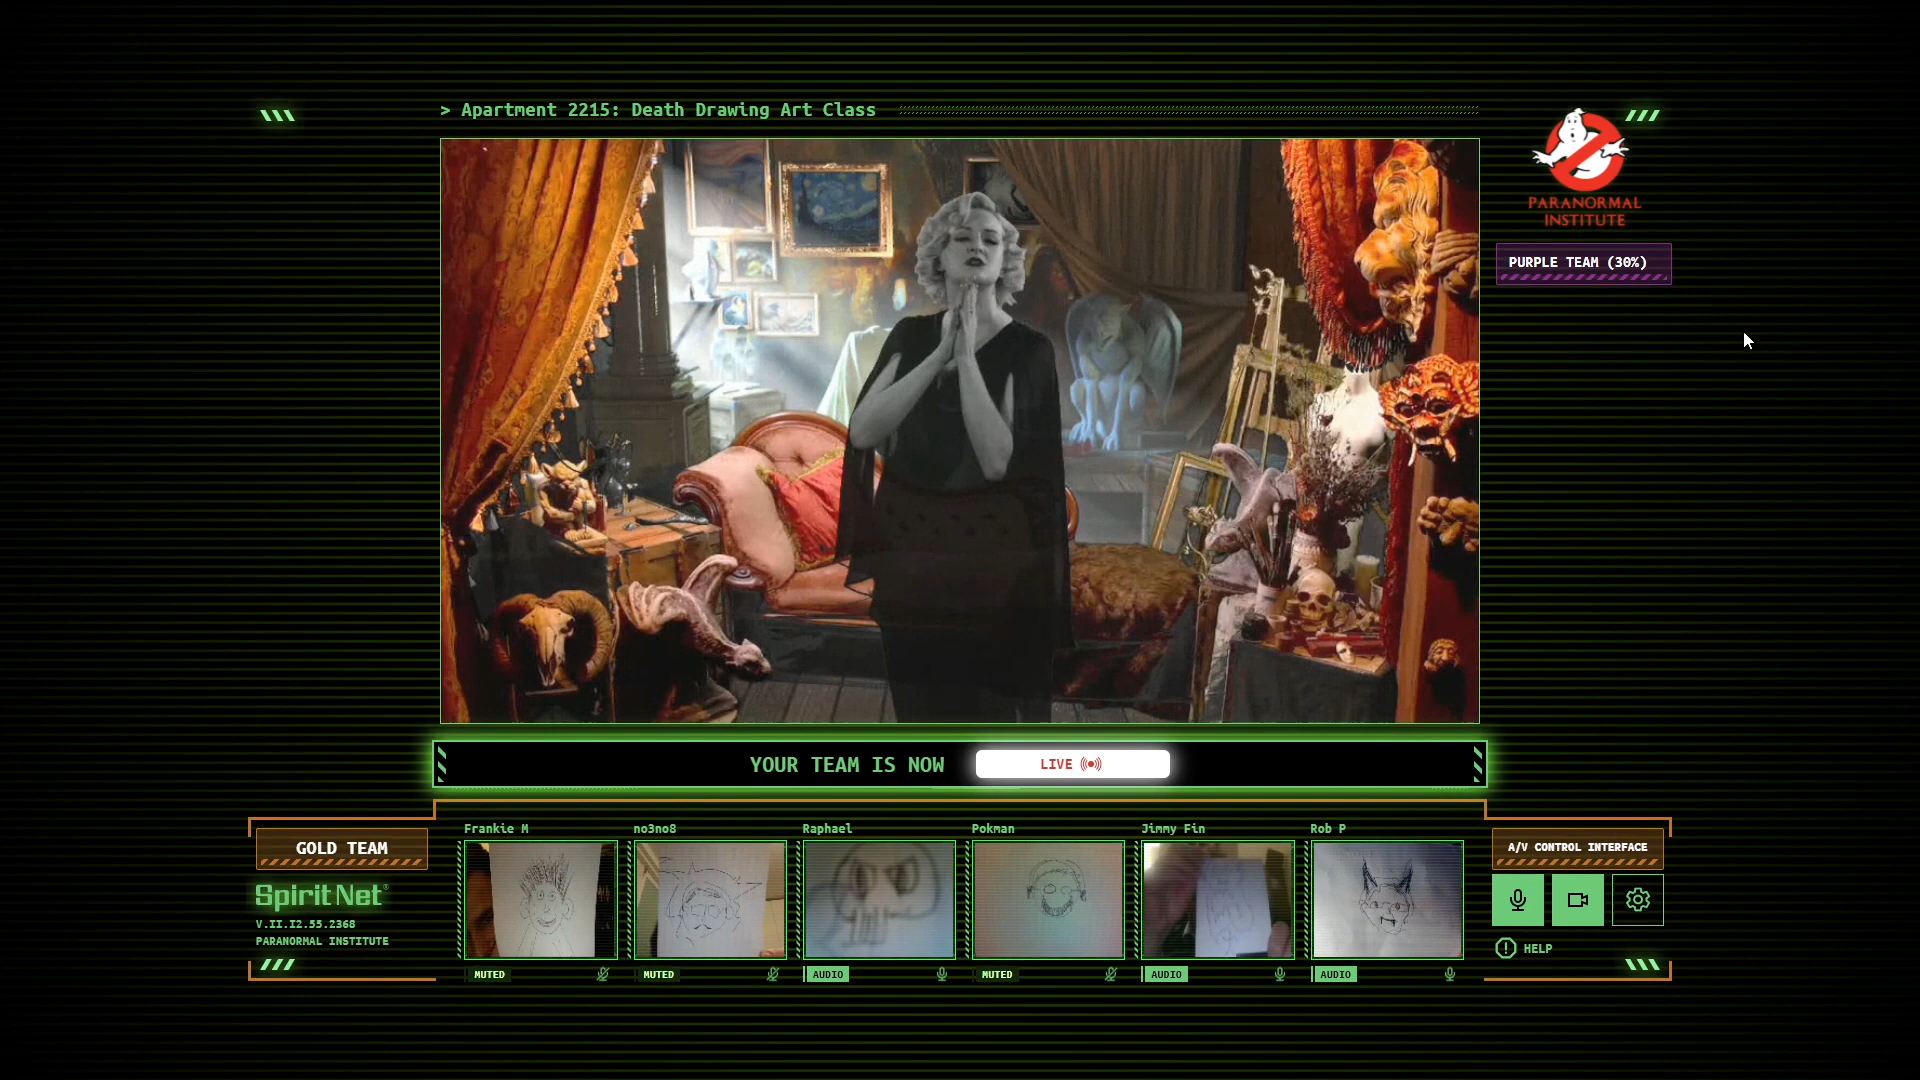 > Apartment 2215: Death Drawing Art Class
PARANORMAL
INSTITUTE
PURPLE TEAM (30%)
YOUR TEAM IS NOW
LIVE
GOLD TEAM
SpiritNet®
V.II.I2.55.2368
PARANORMAL INSTITUTE
Frankie M
no3no8
Raphael
Pokman
Jimmy Fin
Rob P
MUTED
MUTED
AUDIO
MUTED
AUDIO
AUDIO
A/V CONTROL INTERFACE
HELP